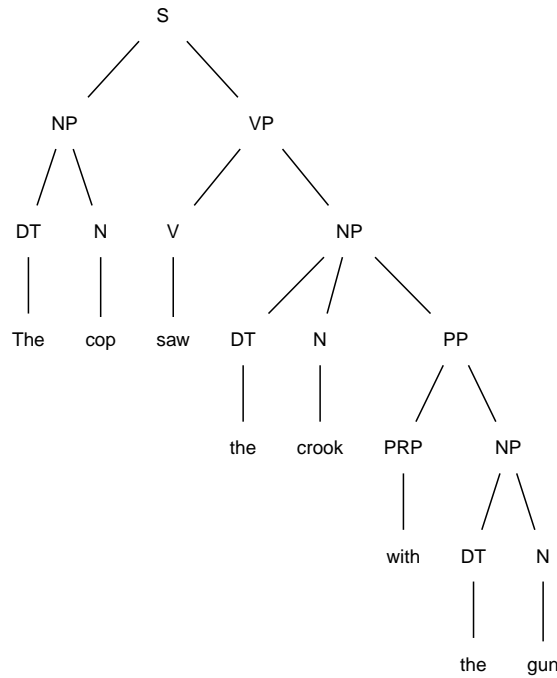 S
NP VP
DT N V NP
The cop saw DT N PP
the crook PRP NP
with DT N
the gun